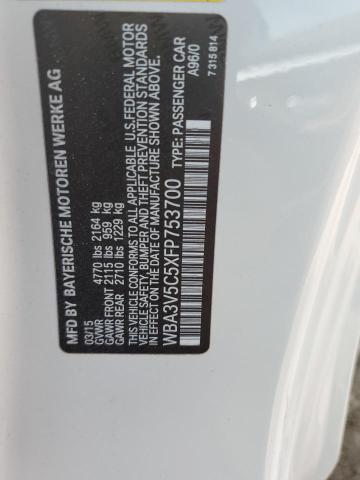 MFD BY BAYERISCHE MOTOREN WERKE AG
03/15
GVWR 4770 lbs 2164 kg
GAWR FRONT 2115 lbs 959 kg
GAWR REAR 2710 lbs 1229 kg
THIS VEHICLE CONFORMS TO ALL APPLICABLE U.S.FEDERAL MOTOR
VEHICLE SAFETY, BUMPER AND THEFT PREVENTION STANDARDS
IN EFFECT ON THE DATE OF MANUFACTURE SHOWN ABOVE.
WBA3V5C5XFP753700 TYPE: PASSENGER CAR
A96/0
7 315 814